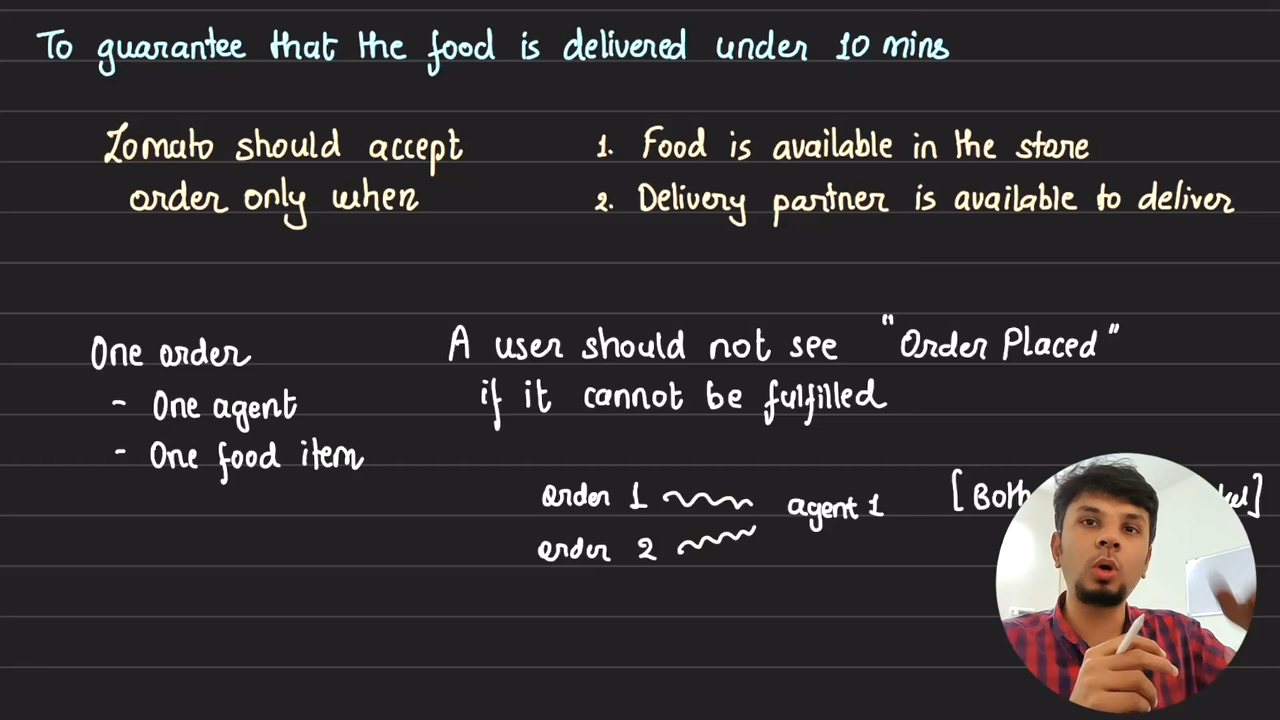 To guarantee that the food is delivered under 10 mins
Zomato should accept
order only when
1. Food is available in the store
2. Delivery partner is available to deliver
One order
- One agent
- One food item
A user should not see "Order Placed"
if it cannot be fulfilled
order 1
order 2
agent 1
[Both